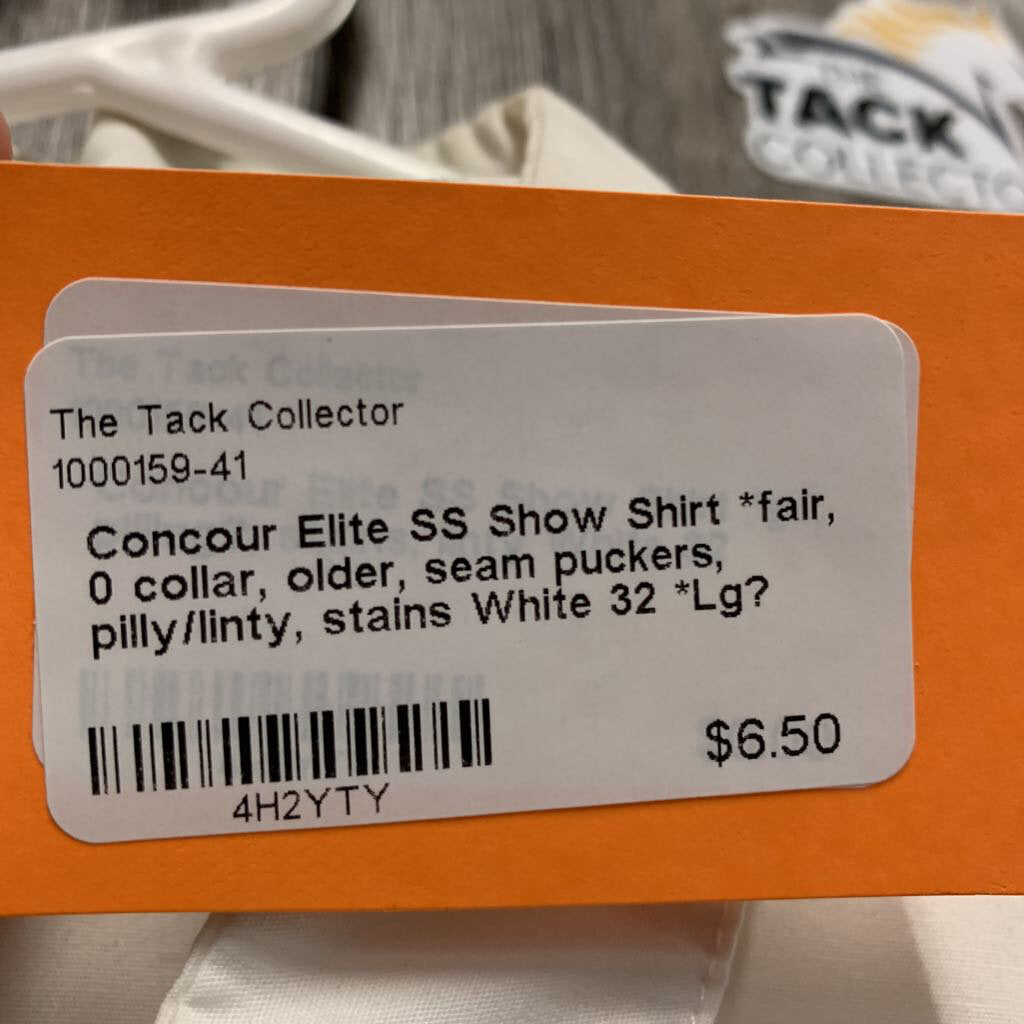 TACK
COLLECTO
The Tack Collector
1000159-41
Concour Elite SS Show Shirt *fair,
0 collar, older, seam puckers,
pilly/linty, stains White 32 *Lg?
$6.50
4H2YTY